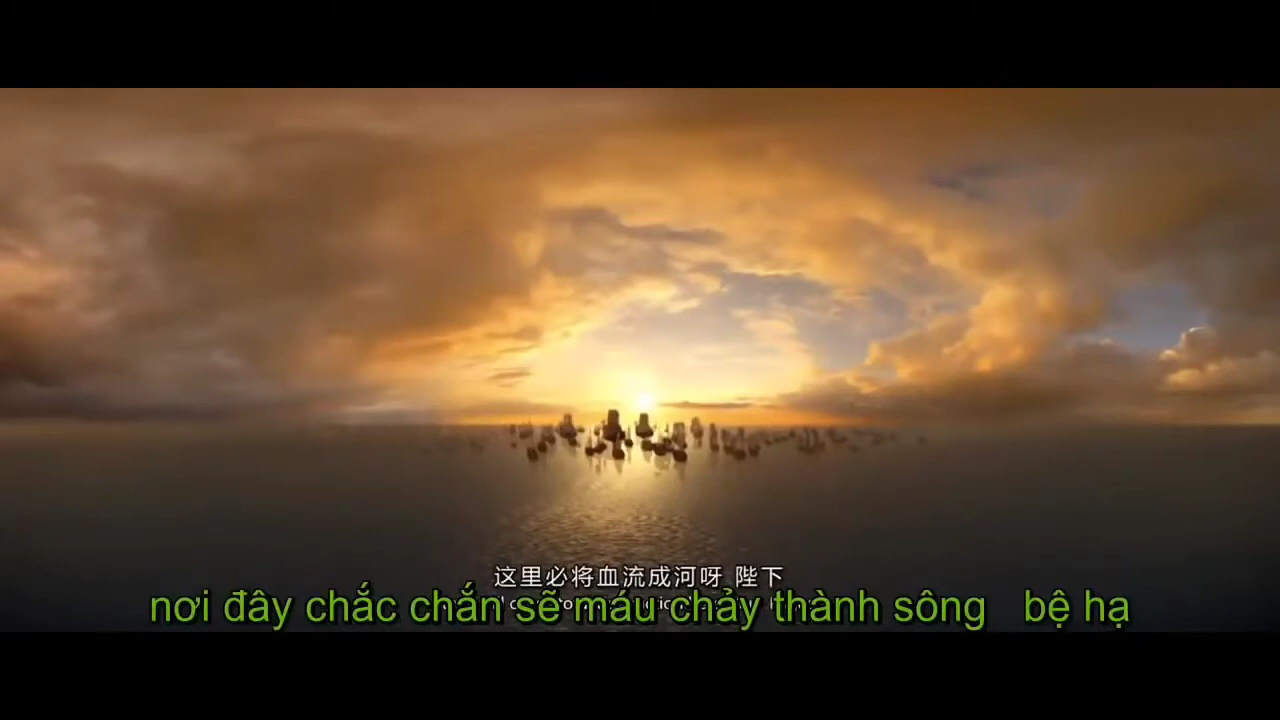 这里必将血流成河呀 陛下
nơi đây chắc chắn sẽ máu chảy thành sông bệ hạ